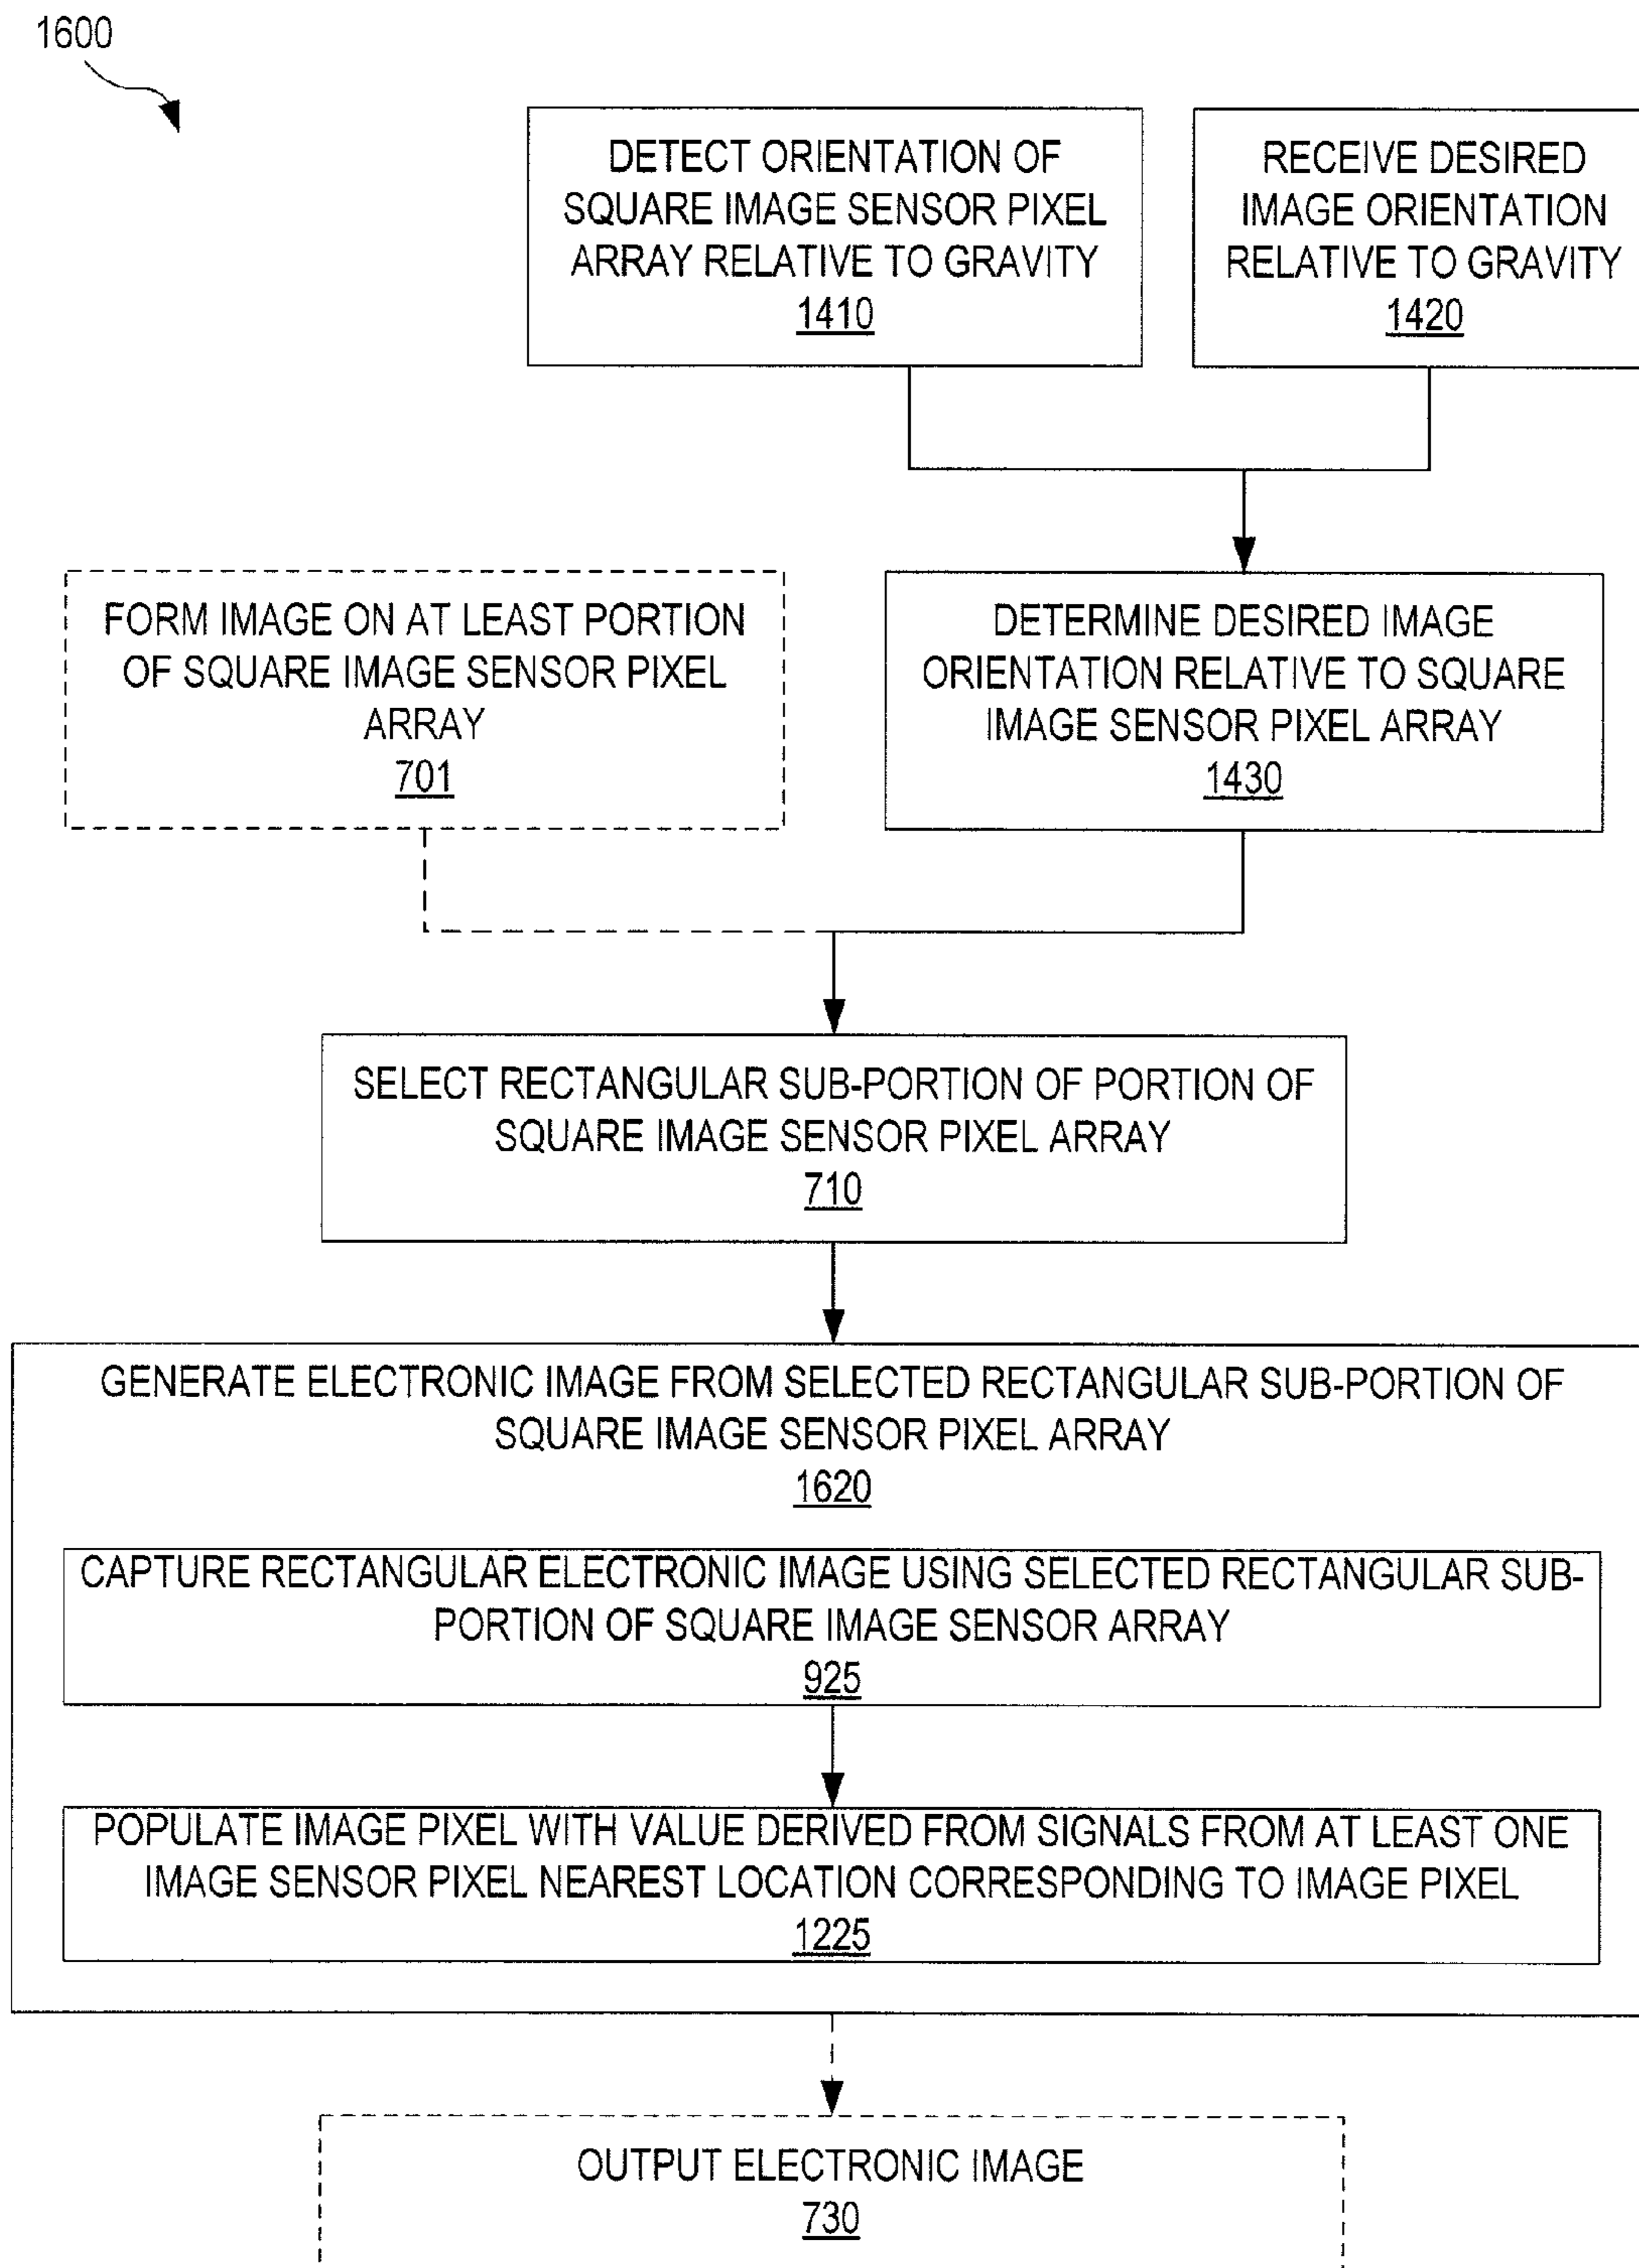 1600
DETECT ORIENTATION OF
SQUARE IMAGE SENSOR PIXEL
ARRAY RELATIVE TO GRAVITY
1410
RECEIVE DESIRED
IMAGE ORIENTATION
RELATIVE TO GRAVITY
1420
FORM IMAGE ON AT LEAST PORTION
OF SQUARE IMAGE SENSOR PIXEL
ARRAY
701
DETERMINE DESIRED IMAGE
ORIENTATION RELATIVE TO SQUARE
IMAGE SENSOR PIXEL ARRAY
1430
SELECT RECTANGULAR SUB-PORTION OF PORTION OF
SQUARE IMAGE SENSOR PIXEL ARRAY
710
GENERATE ELECTRONIC IMAGE FROM SELECTED RECTANGULAR SUB-PORTION OF
SQUARE IMAGE SENSOR PIXEL ARRAY
1620
CAPTURE RECTANGULAR ELECTRONIC IMAGE USING SELECTED RECTANGULAR SUB-
PORTION OF SQUARE IMAGE SENSOR ARRAY
925
POPULATE IMAGE PIXEL WITH VALUE DERIVED FROM SIGNALS FROM AT LEAST ONE
IMAGE SENSOR PIXEL NEAREST LOCATION CORRESPONDING TO IMAGE PIXEL
1225
OUTPUT ELECTRONIC IMAGE
730